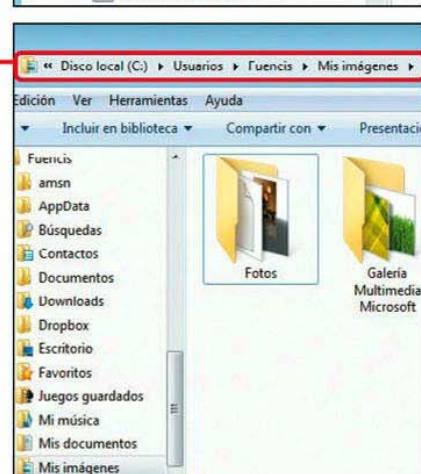 « Disco local (C:) ▸ Usuarios ▸ Fuencis ▸ Mis imágenes ▸
Edición Ver Herramientas Ayuda
Incluir en biblioteca ▼ Compartir con ▼ Presentaci
Fuencis
amsn
AppData
Búsquedas
Contactos
Documentos
Downloads
Dropbox
Escritorio
Favoritos
Juegos guardados
Mi música
Mis documentos
Mis imágenes
Fotos
Galería
Multimedia
Microsoft